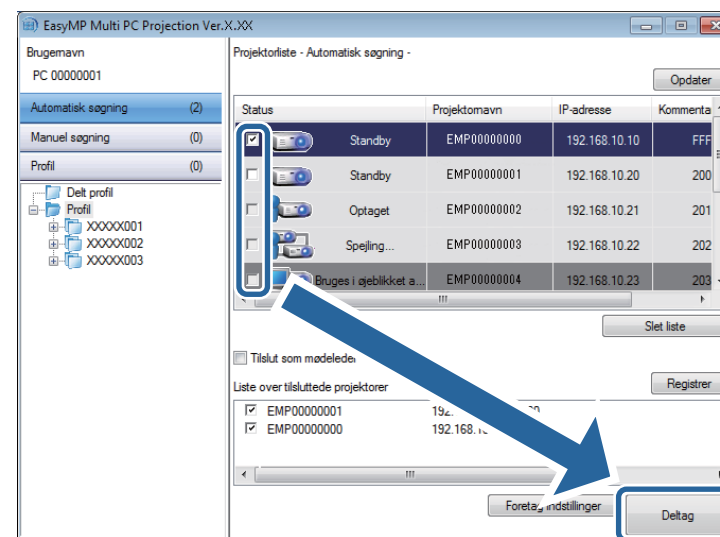 EasyMP Multi PC Projection Ver.X.XX
Brugernavn
PC 00000001
Automatisk søgning (2)
Manuel søgning (0)
Profil (0)
Delt profil
Profil
XXXXX001
XXXXX002
XXXXX003
Projektorliste - Automatisk søgning -
Opdater
Status Projektornavn IP-adresse Kommenta
Standby EMP00000000 192.168.10.10 FFF
Standby EMP00000001 192.168.10.20 200
Optaget EMP00000002 192.168.10.21 201
Spejling... EMP00000003 192.168.10.22 202
Bruges i øjeblikket a... EMP00000004 192.168.10.23 203
Slet liste
Tilslut som mødeleder
Liste over tilsluttede projektorer
Registrer
EMP00000001 192.
EMP00000000 192.168.1
Foretag indstillinger
Deltag